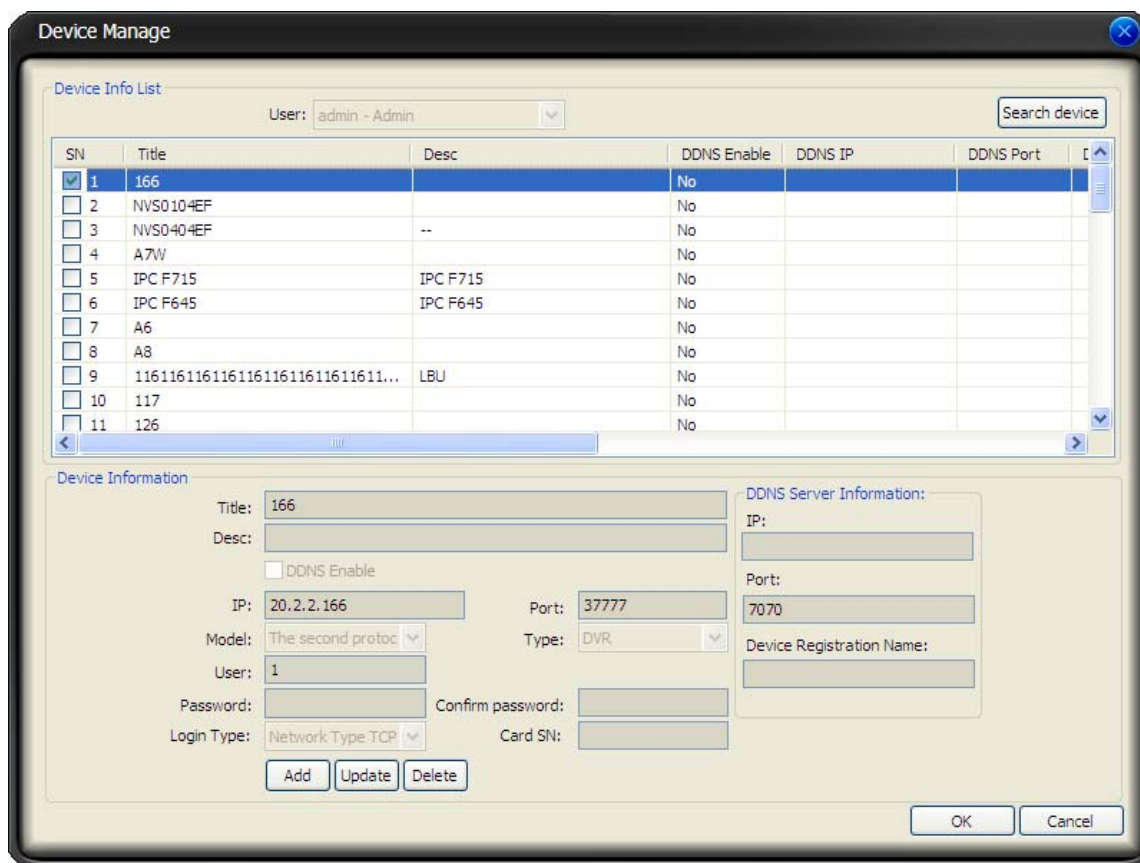 Device Manage
Device Info List
User: admin - Admin
Search device
SN Title Desc DDNS Enable DDNS IP DDNS Port D
1 166 No
2 NVS0104EF No
3 NVS0404EF -- No
4 A7W No
5 IPC F715 IPC F715 No
6 IPC F645 IPC F645 No
7 A6 No
8 A8 No
9 11611611611611611611611611611... LBU No
10 117 No
11 126 No
Device Information
Title: 166
Desc:
DDNS Enable
IP: 20.2.2.166 Port: 37777
Model: The second protoc Type: DVR
User: 1
Password: Confirm password:
Login Type: Network Type TCP Card SN:
Add Update Delete
DDNS Server Information:
IP:
Port:
7070
Device Registration Name:
OK Cancel